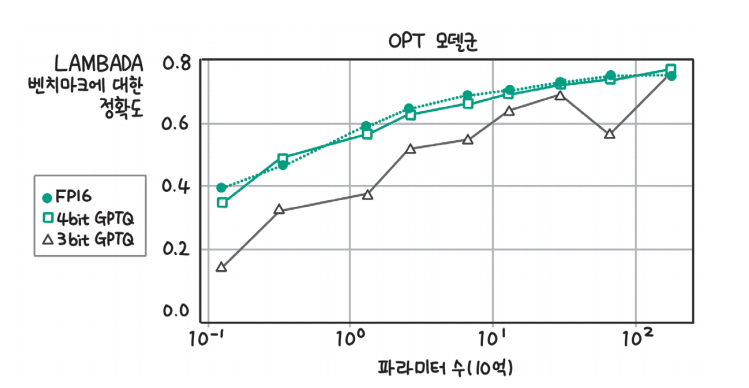 OPT 모델군
LAMBADA
벤치마크에 대한
정확도
0.8
0.6
0.4
0.2
0.0
FP16
4bit GPTQ
3bit GPTQ
10⁻¹
10⁰
10¹
10²
파라미터 수(10억)